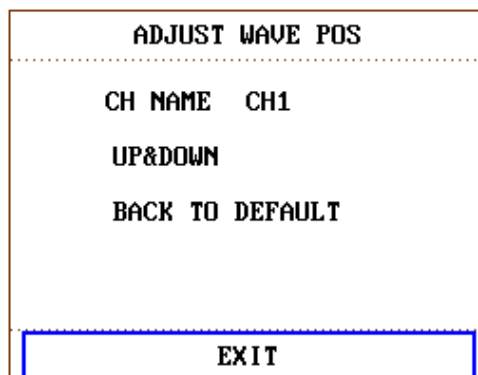 ADJUST WAVE POS
CH NAME CH1
UP&DOWN
BACK TO DEFAULT
EXIT